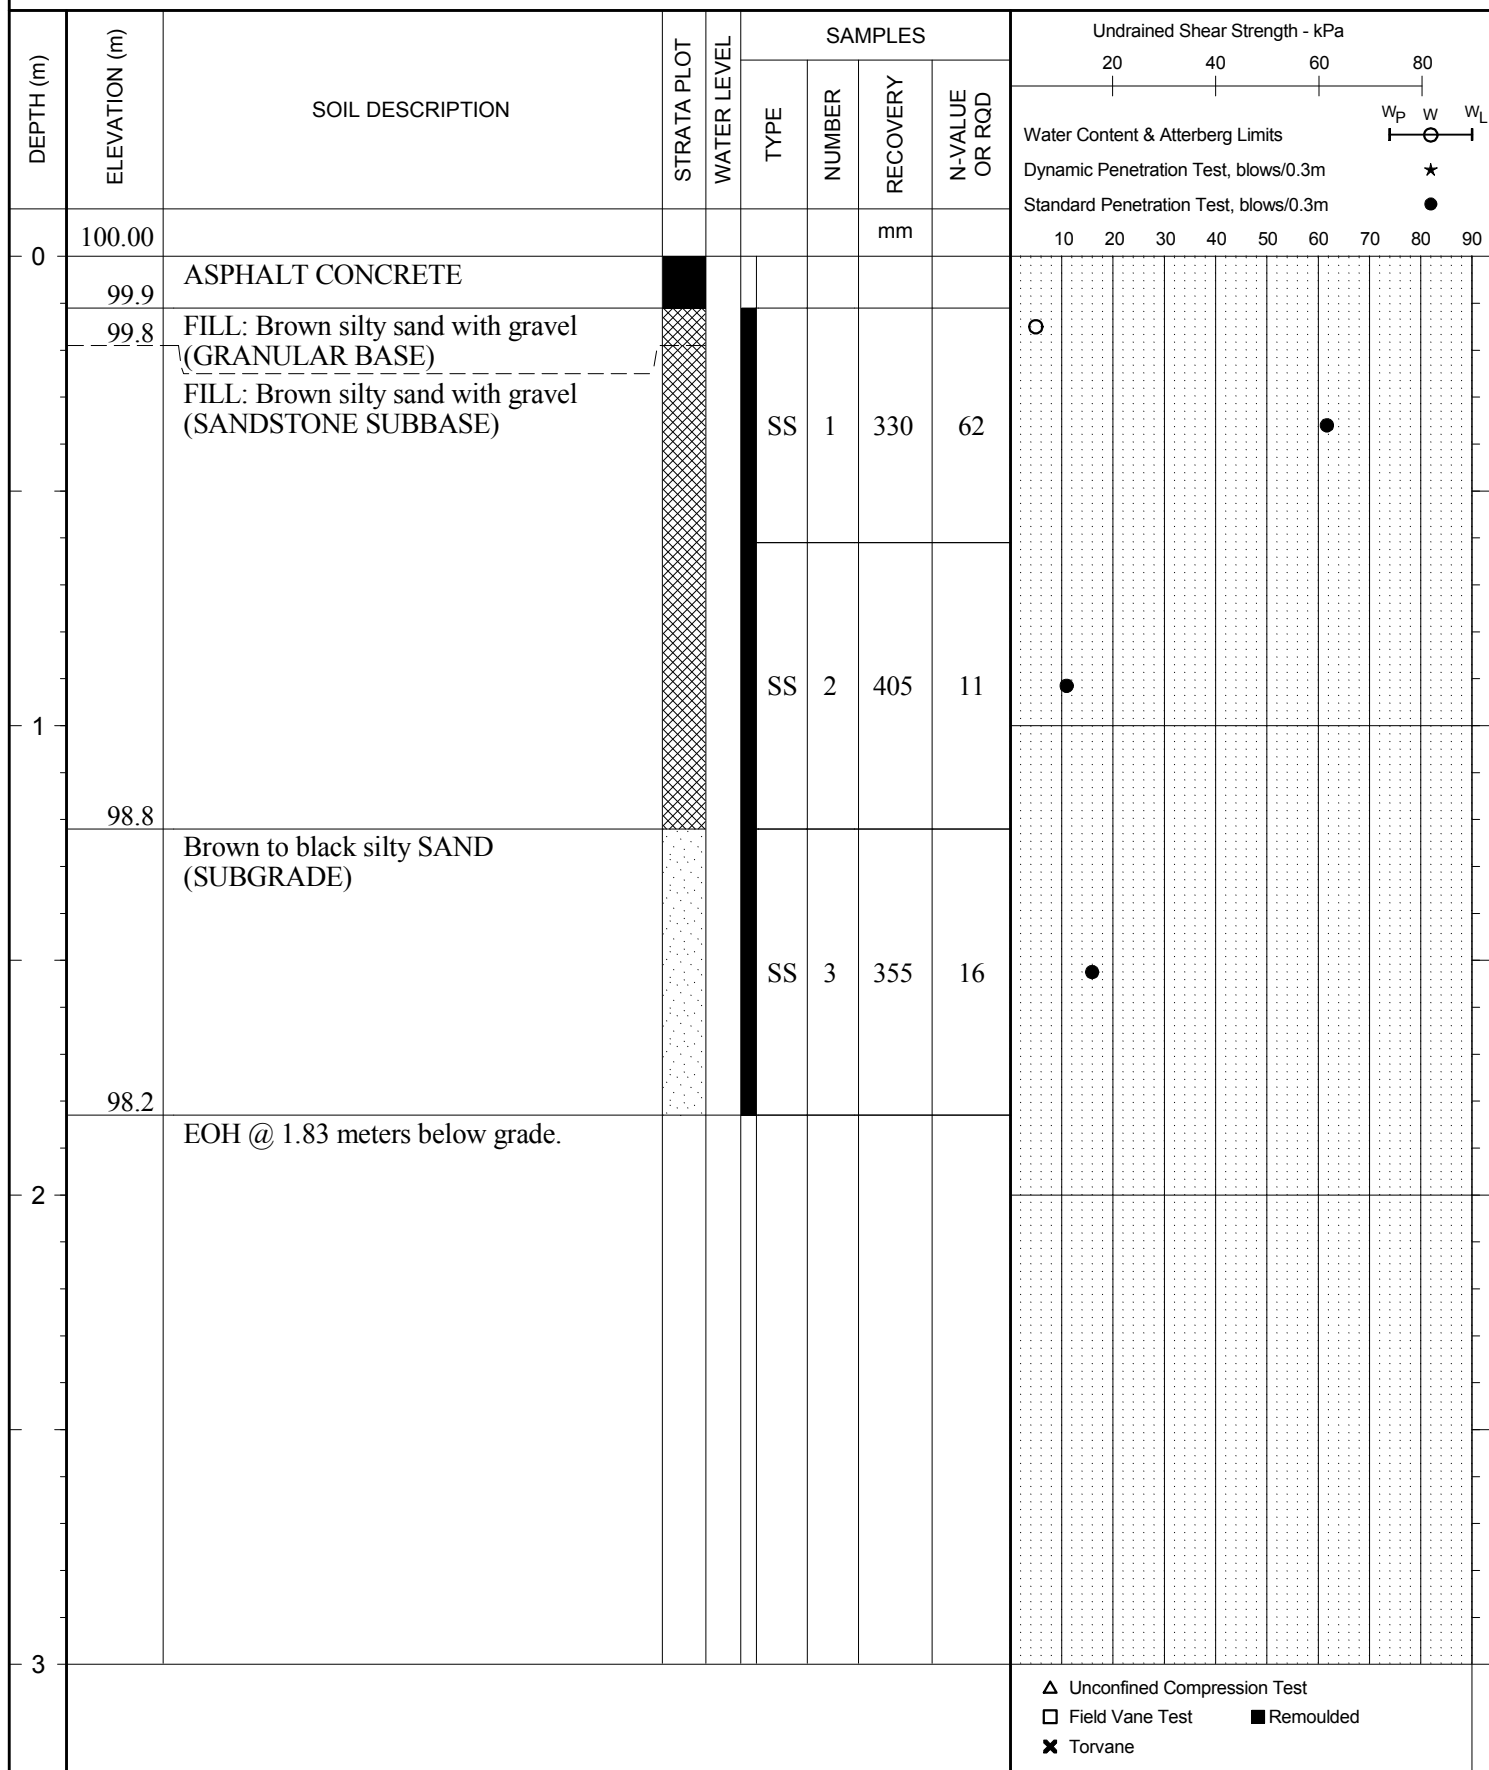 DEPTH (m)
ELEVATION (m)
SOIL DESCRIPTION
STRATA PLOT
WATER LEVEL
SAMPLES
TYPE
NUMBER
RECOVERY
N-VALUE
OR RQD
Undrained Shear Strength - kPa
20 40 60 80
WP W WL
Water Content & Atterberg Limits
Dynamic Penetration Test, blows/0.3m ★
Standard Penetration Test, blows/0.3m ●
100.00 mm 10 20 30 40 50 60 70 80 90
0
ASPHALT CONCRETE
99.9
99.8 FILL: Brown silty sand with gravel
(GRANULAR BASE)
FILL: Brown silty sand with gravel
(SANDSTONE SUBBASE)
SS 1 330 62
SS 2 405 11
1
98.8
Brown to black silty SAND
(SUBGRADE)
SS 3 355 16
98.2
EOH @ 1.83 meters below grade.
2
3
△ Unconfined Compression Test
□ Field Vane Test ■ Remoulded
✖ Torvane